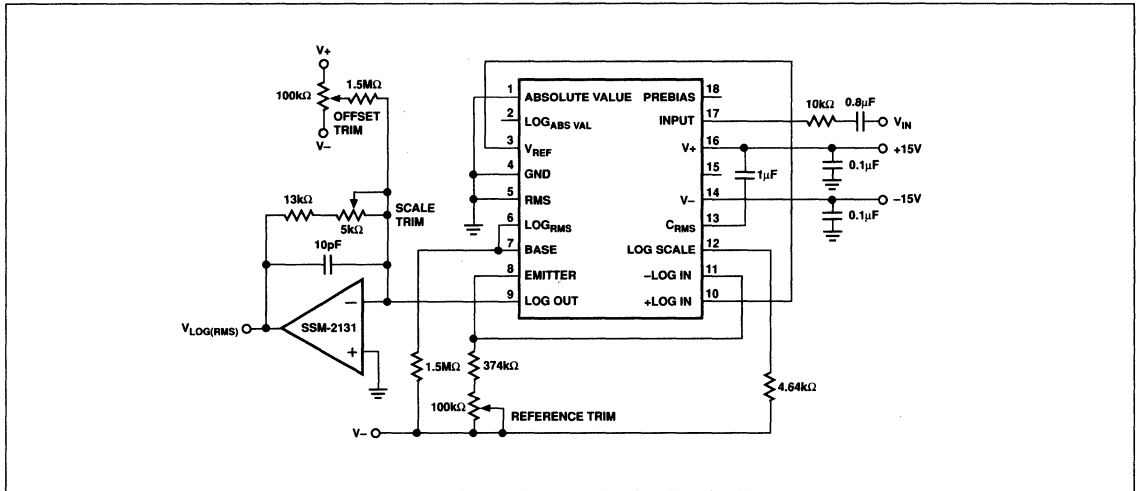 V+
100kΩ
1.5MΩ
OFFSET
TRIM
V–
13kΩ
5kΩ
SCALE
TRIM
10pF
–
SSM-2131
+
V_LOG(RMS)
1 ABSOLUTE VALUE
2 LOG_ABS VAL
3 V_REF
4 GND
5 RMS
6 LOG_RMS
7 BASE
8 EMITTER
9 LOG OUT
PREBIAS 18
INPUT 17
V+ 16
15
V– 14
C_RMS 13
LOG SCALE 12
–LOG IN 11
+LOG IN 10
10kΩ
0.8μF
V_IN
+15V
0.1μF
1μF
–15V
0.1μF
1.5MΩ
374kΩ
100kΩ
REFERENCE TRIM
4.64kΩ
V–